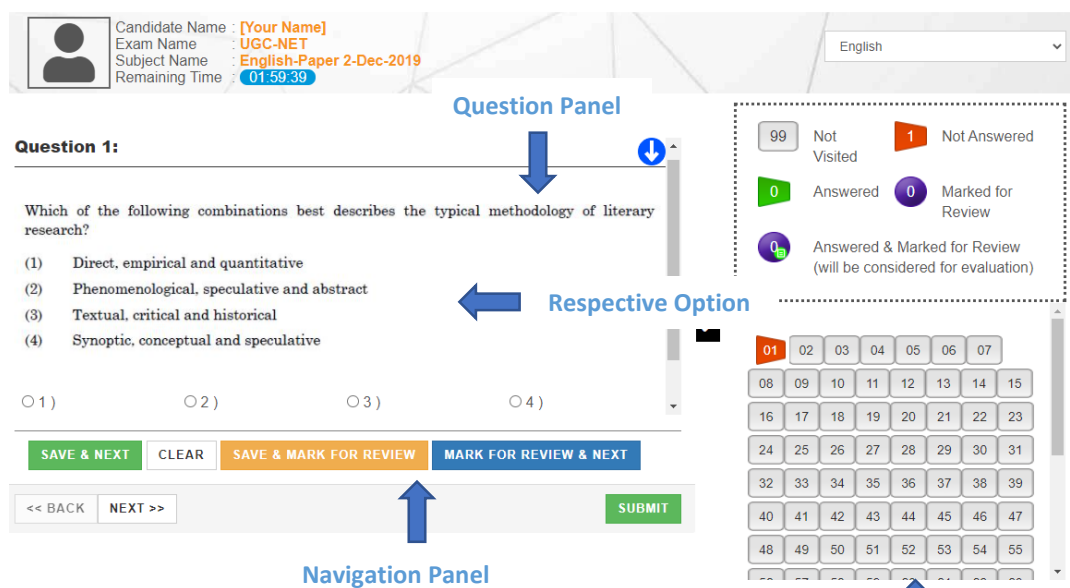 Candidate Name : [Your Name]
Exam Name : UGC-NET
Subject Name : English-Paper 2-Dec-2019
Remaining Time : 01:59:39
English
Question Panel
Question 1:
Which of the following combinations best describes the typical methodology of literary
research?
(1) Direct, empirical and quantitative
(2) Phenomenological, speculative and abstract
(3) Textual, critical and historical
(4) Synoptic, conceptual and speculative
Respective Option
1 ) 2 ) 3 ) 4 )
SAVE & NEXT CLEAR SAVE & MARK FOR REVIEW MARK FOR REVIEW & NEXT
<< BACK NEXT >> SUBMIT
Navigation Panel
99 Not
Visited
1 Not Answered
0 Answered
0 Marked for
Review
0 Answered & Marked for Review
(will be considered for evaluation)
01 02 03 04 05 06 07
08 09 10 11 12 13 14 15
16 17 18 19 20 21 22 23
24 25 26 27 28 29 30 31
32 33 34 35 36 37 38 39
40 41 42 43 44 45 46 47
48 49 50 51 52 53 54 55